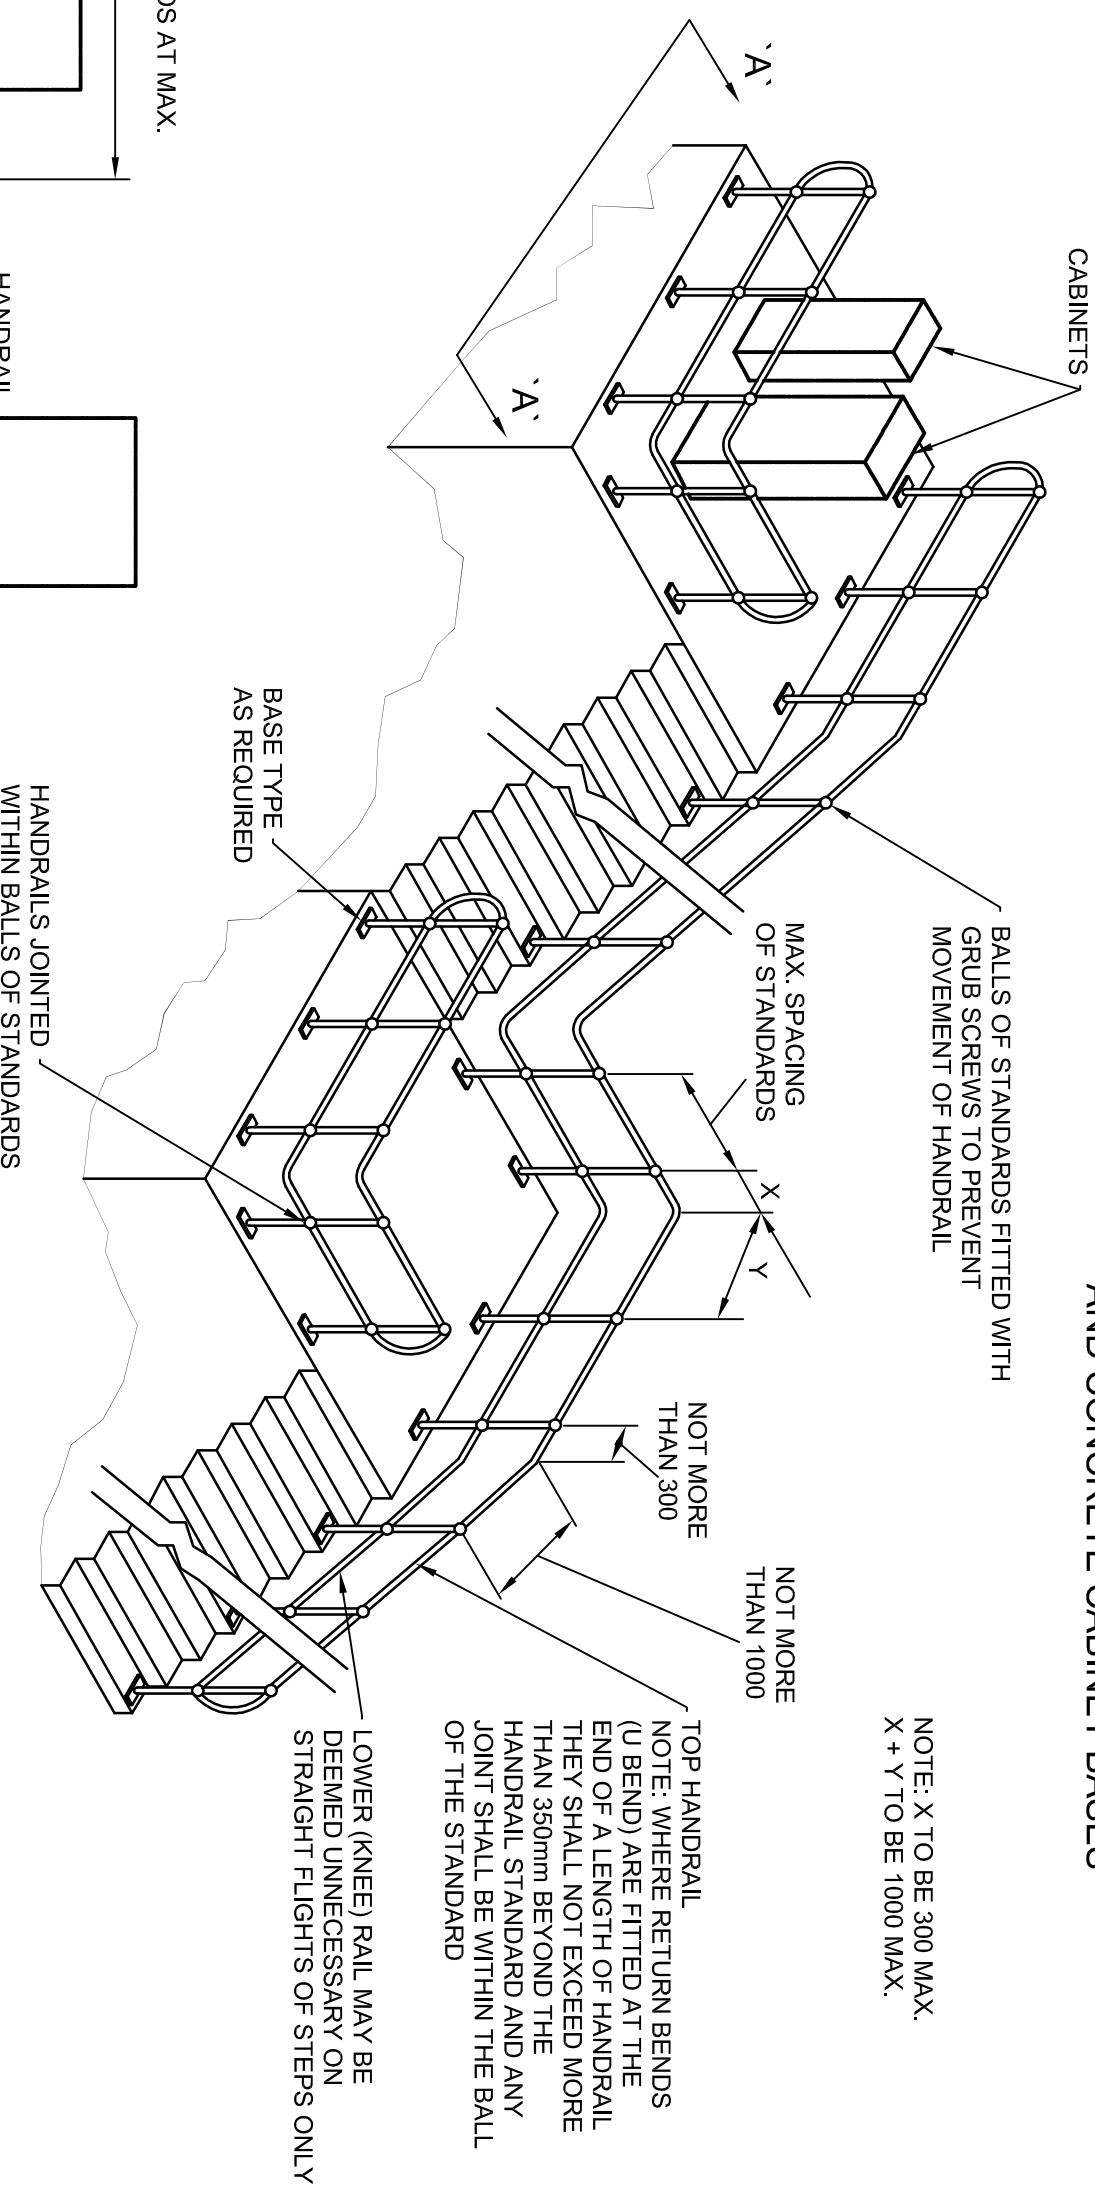 AND CONCRETE CABINET BASES
CABINETS
NOTE: X TO BE 300 MAX.
X + Y TO BE 1000 MAX.
BALLS OF STANDARDS FITTED WITH
GRUB SCREWS TO PREVENT
MOVEMENT OF HANDRAIL
`A`
`A`
MAX. SPACING
OF STANDARDS
X
Y
NOT MORE
THAN 300
NOT MORE
THAN 1000
TOP HANDRAIL
NOTE: WHERE RETURN BENDS
(U BEND) ARE FITTED AT THE
END OF A LENGTH OF HANDRAIL
THEY SHALL NOT EXCEED MORE
THAN 350mm BEYOND THE
HANDRAIL STANDARD AND ANY
JOINT SHALL BE WITHIN THE BALL
OF THE STANDARD
LOWER (KNEE) RAIL MAY BE
DEEMED UNNECESSARY ON
STRAIGHT FLIGHTS OF STEPS ONLY
BASE TYPE
AS REQUIRED
HANDRAILS JOINTED
WITHIN BALLS OF STANDARDS
AT MAX.
HANDRAIL